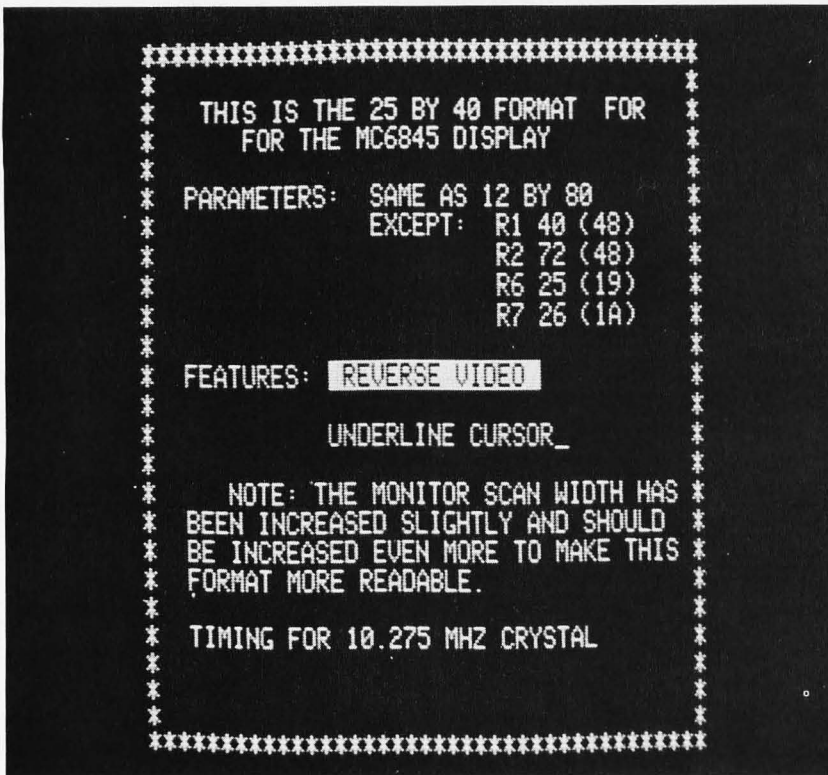 THIS IS THE 25 BY 40 FORMAT FOR
FOR THE MC6845 DISPLAY
PARAMETERS: SAME AS 12 BY 80
EXCEPT: R1 40 (48)
R2 72 (48)
R6 25 (19)
R7 26 (1A)
FEATURES: REVERSE VIDEO
UNDERLINE CURSOR_
NOTE: THE MONITOR SCAN WIDTH HAS
BEEN INCREASED SLIGHTLY AND SHOULD
BE INCREASED EVEN MORE TO MAKE THIS
FORMAT MORE READABLE.
TIMING FOR 10.275 MHZ CRYSTAL